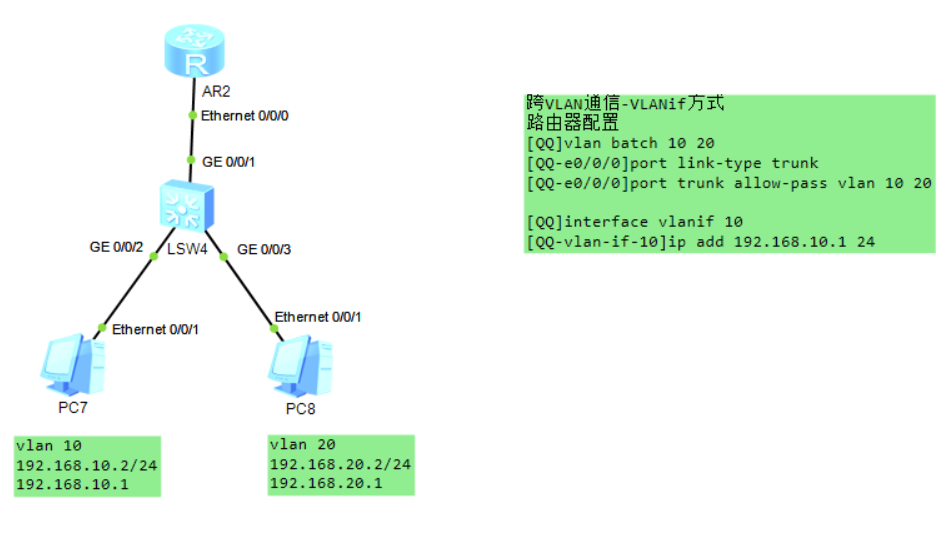 R
AR2
Ethernet 0/0/0
GE 0/0/1
GE 0/0/2
LSW4
GE 0/0/3
Ethernet 0/0/1
Ethernet 0/0/1
PC7
PC8
vlan 10
192.168.10.2/24
192.168.10.1
vlan 20
192.168.20.2/24
192.168.20.1
跨VLAN通信-VLANif方式
路由器配置
[QQ]vlan batch 10 20
[QQ-e0/0/0]port link-type trunk
[QQ-e0/0/0]port trunk allow-pass vlan 10 20
[QQ]interface vlanif 10
[QQ-vlan-if-10]ip add 192.168.10.1 24